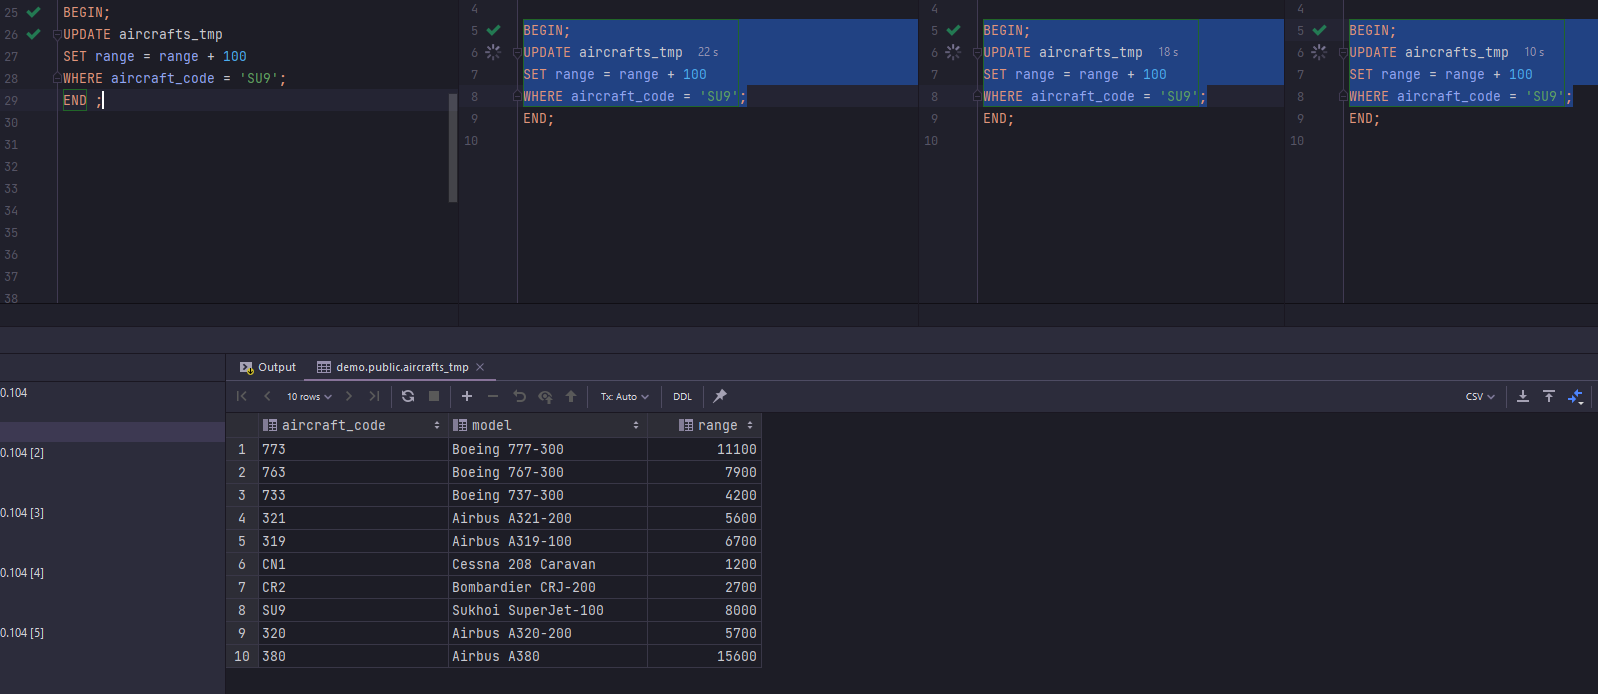 25 BEGIN;
26 UPDATE aircrafts_tmp
27 SET range = range + 100
28 WHERE aircraft_code = 'SU9';
29 END ;
30
31
32
33
34
35
36
37
38
4
5 BEGIN;
6 UPDATE aircrafts_tmp 22 s
7 SET range = range + 100
8 WHERE aircraft_code = 'SU9';
9 END;
10
4
5 BEGIN;
6 UPDATE aircrafts_tmp 18 s
7 SET range = range + 100
8 WHERE aircraft_code = 'SU9';
9 END;
10
4
5 BEGIN;
6 UPDATE aircrafts_tmp 10 s
7 SET range = range + 100
8 WHERE aircraft_code = 'SU9';
9 END;
10
0.104
0.104 [2]
0.104 [3]
0.104 [4]
0.104 [5]
Output demo.public.aircrafts_tmp
10 rows Tx: Auto DDL CSV
aircraft_code model range
1 773 Boeing 777-300 11100
2 763 Boeing 767-300 7900
3 733 Boeing 737-300 4200
4 321 Airbus A321-200 5600
5 319 Airbus A319-100 6700
6 CN1 Cessna 208 Caravan 1200
7 CR2 Bombardier CRJ-200 2700
8 SU9 Sukhoi SuperJet-100 8000
9 320 Airbus A320-200 5700
10 380 Airbus A380 15600